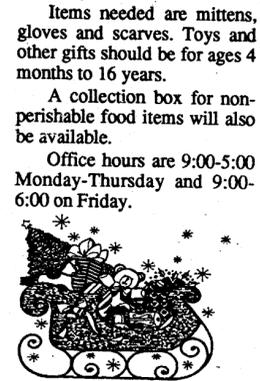 Items needed are mittens,
gloves and scarves. Toys and
other gifts should be for ages 4
months to 16 years.
A collection box for non-
perishable food items will also
be available.
Office hours are 9:00-5:00
Monday-Thursday and 9:00-
6:00 on Friday.